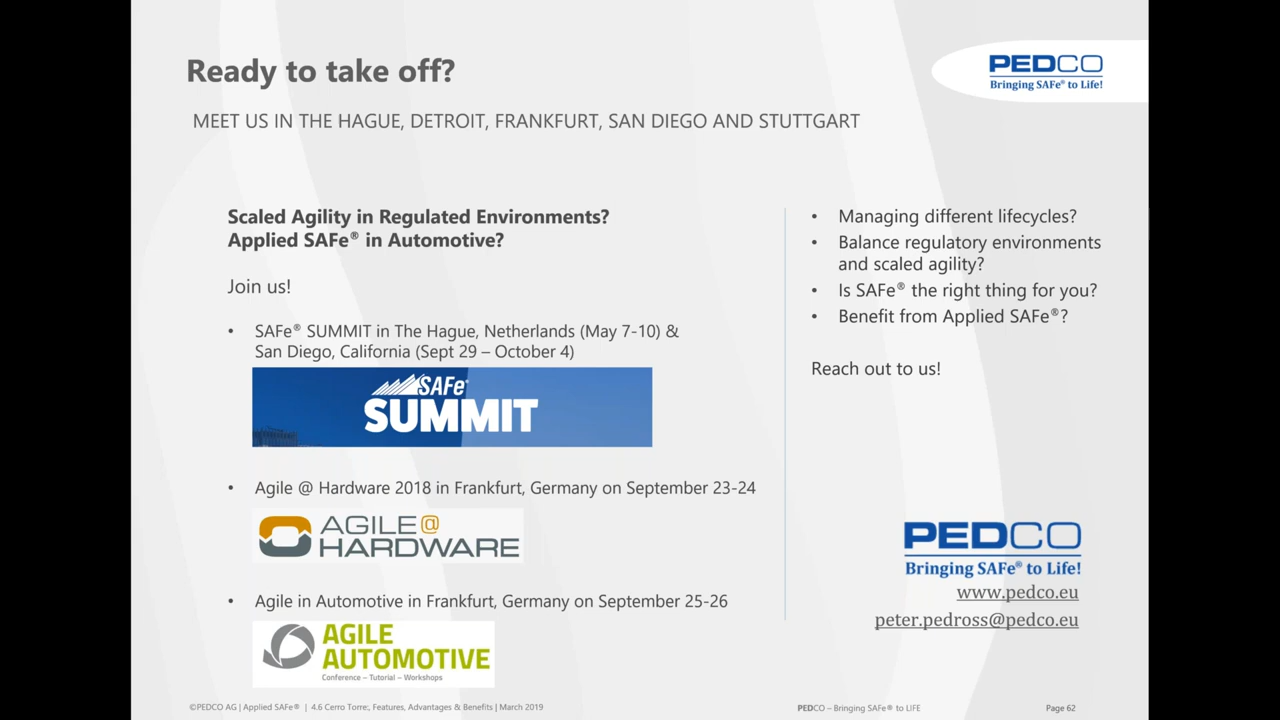 Ready to take off?
PEDCO
Bringing SAFe® to Life!
MEET US IN THE HAGUE, DETROIT, FRANKFURT, SAN DIEGO AND STUTTGART
Scaled Agility in Regulated Environments?
Applied SAFe® in Automotive?
Join us!
• SAFe® SUMMIT in The Hague, Netherlands (May 7-10) &
San Diego, California (Sept 29 – October 4)
SAFe®
SUMMIT
• Agile @ Hardware 2018 in Frankfurt, Germany on September 23-24
AGILE@
HARDWARE
• Agile in Automotive in Frankfurt, Germany on September 25-26
AGILE
AUTOMOTIVE
Conference – Tutorial – Workshops
• Managing different lifecycles?
• Balance regulatory environments
and scaled agility?
• Is SAFe® the right thing for you?
• Benefit from Applied SAFe®?
Reach out to us!
PEDCO
Bringing SAFe® to Life!
www.pedco.eu
peter.pedross@pedco.eu
©PEDCO AG | Applied SAFe® | 4.6 Cerro Torre:, Features, Advantages & Benefits | March 2019
PEDCO – Bringing SAFe® to LIFE
Page 62